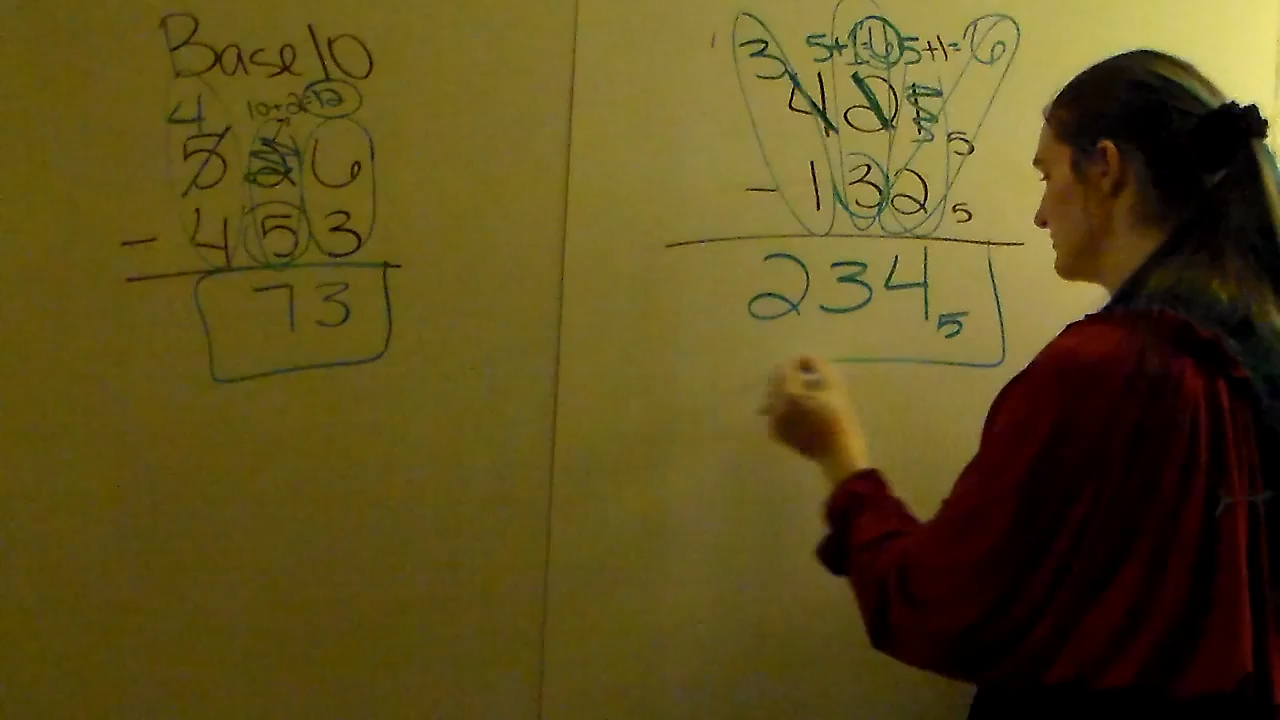 Base 10
4 10+2=12
5 2 6
- 4 5 3
73
3 5+1=6 5+1=6
4 2 5
- 1 3 2 5
234 5